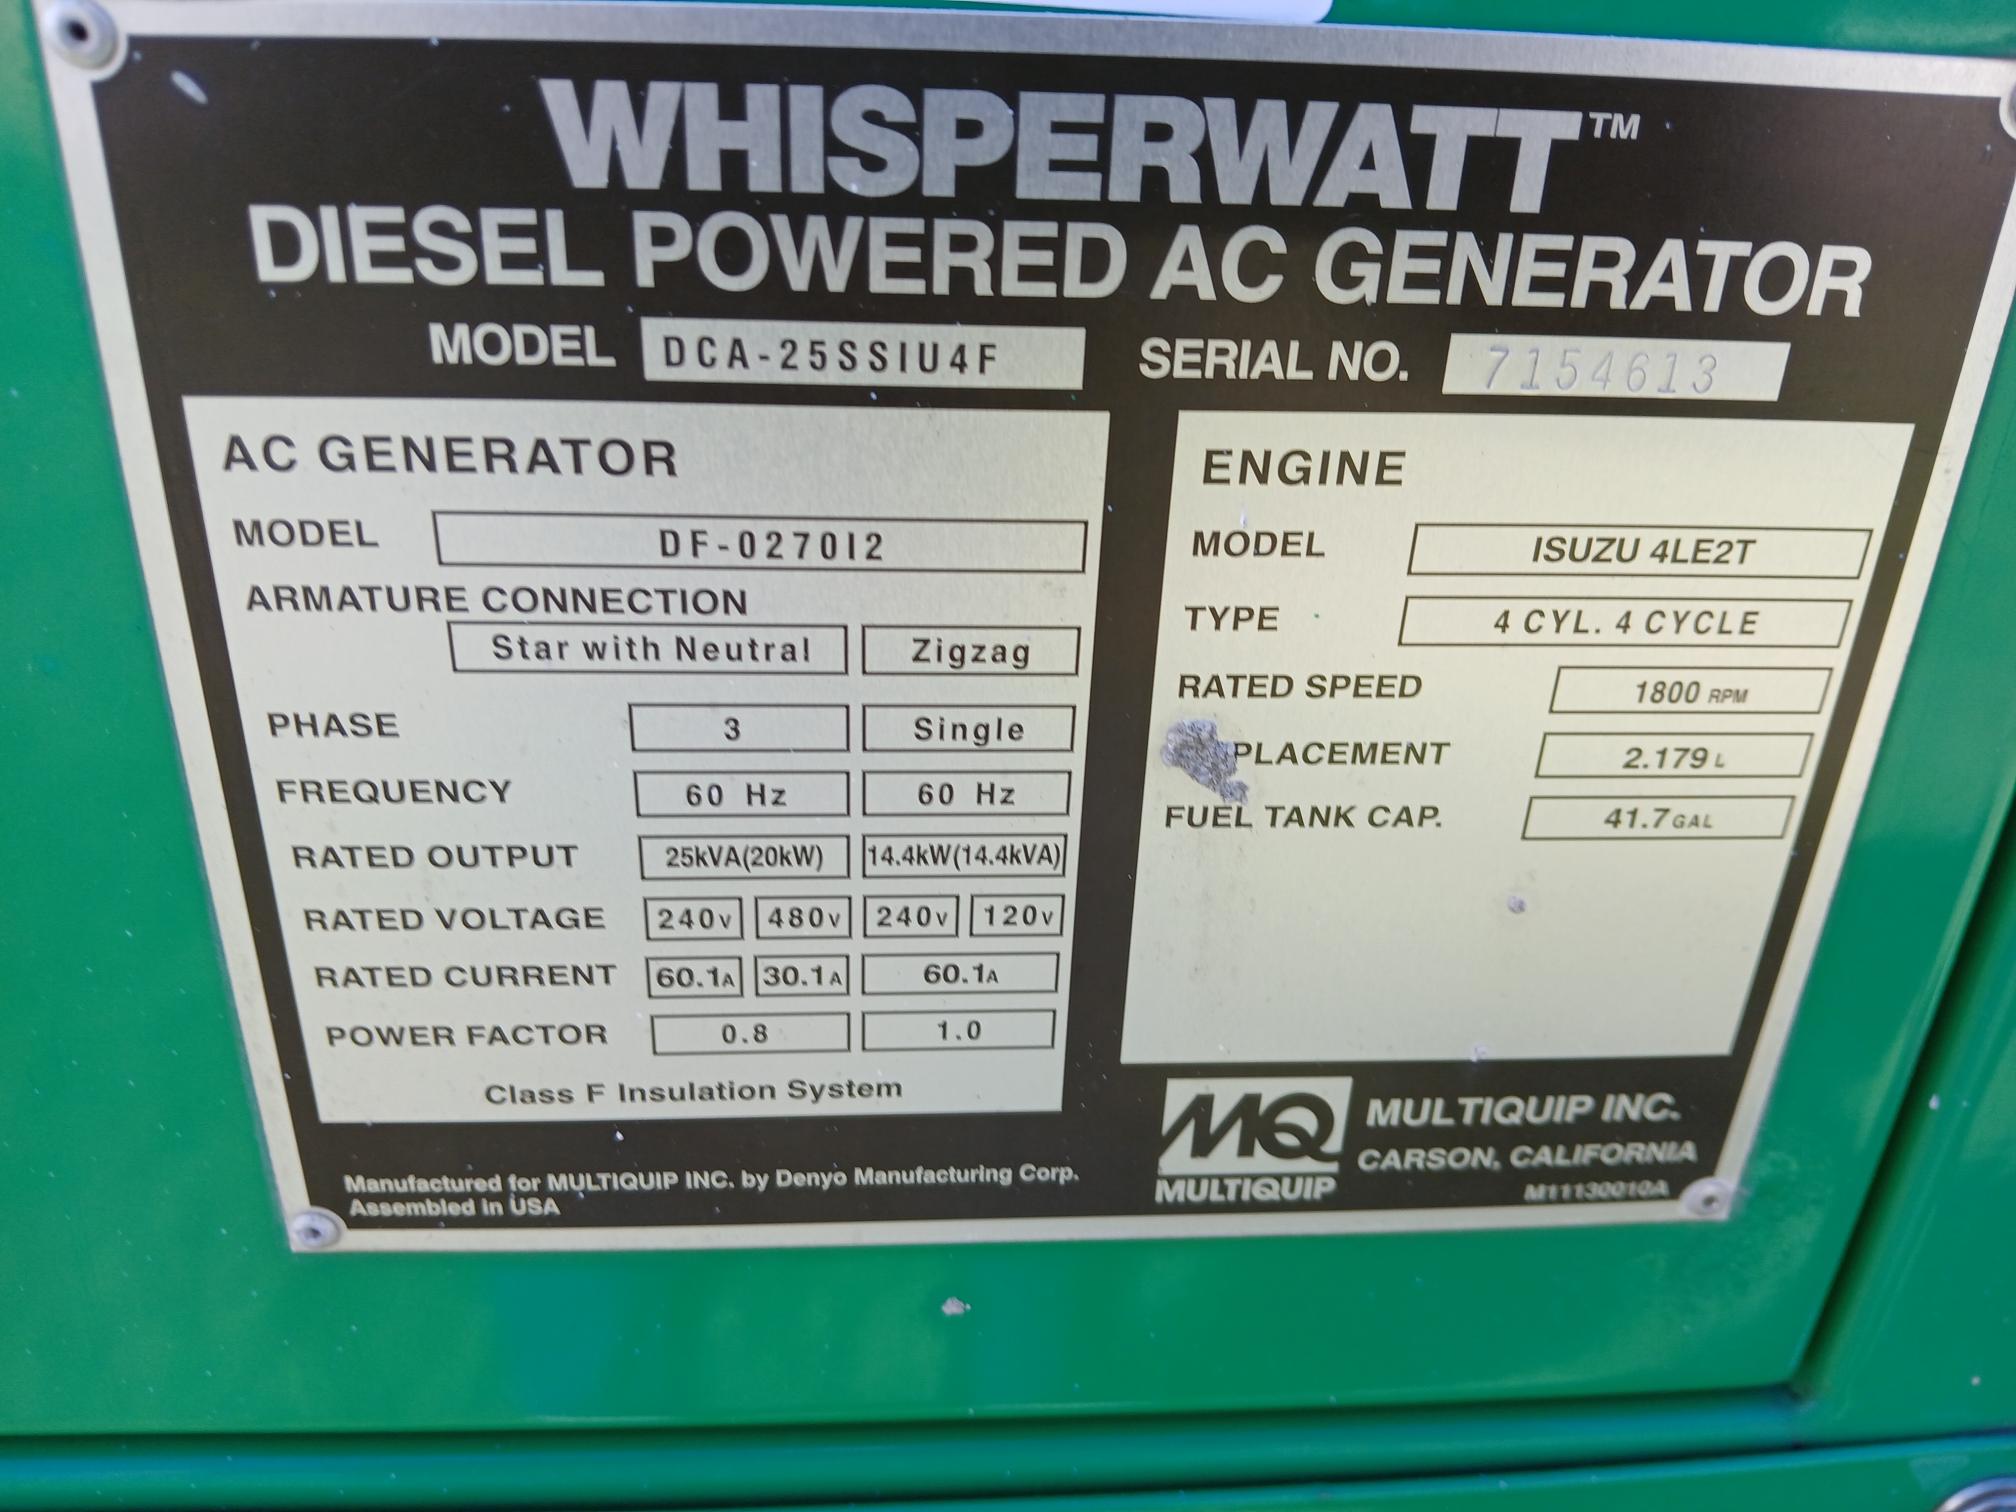 WHISPERWATT™
DIESEL POWERED AC GENERATOR
MODEL DCA-25SSIU4F SERIAL NO. 7154613
AC GENERATOR
MODEL DF-0270I2
ARMATURE CONNECTION
Star with Neutral Zigzag
PHASE 3 Single
FREQUENCY 60 Hz 60 Hz
RATED OUTPUT 25kVA(20kW) 14.4kW(14.4kVA)
RATED VOLTAGE 240V 480V 240V 120V
RATED CURRENT 60.1A 30.1A 60.1A
POWER FACTOR 0.8 1.0
Class F Insulation System
ENGINE
MODEL ISUZU 4LE2T
TYPE 4 CYL. 4 CYCLE
RATED SPEED 1800 RPM
PLACEMENT 2.179 L
FUEL TANK CAP. 41.7 GAL
Manufactured for MULTIQUIP INC. by Denyo Manufacturing Corp.
Assembled in USA
MQ
MULTIQUIP
MULTIQUIP INC.
CARSON, CALIFORNIA
M11130010A